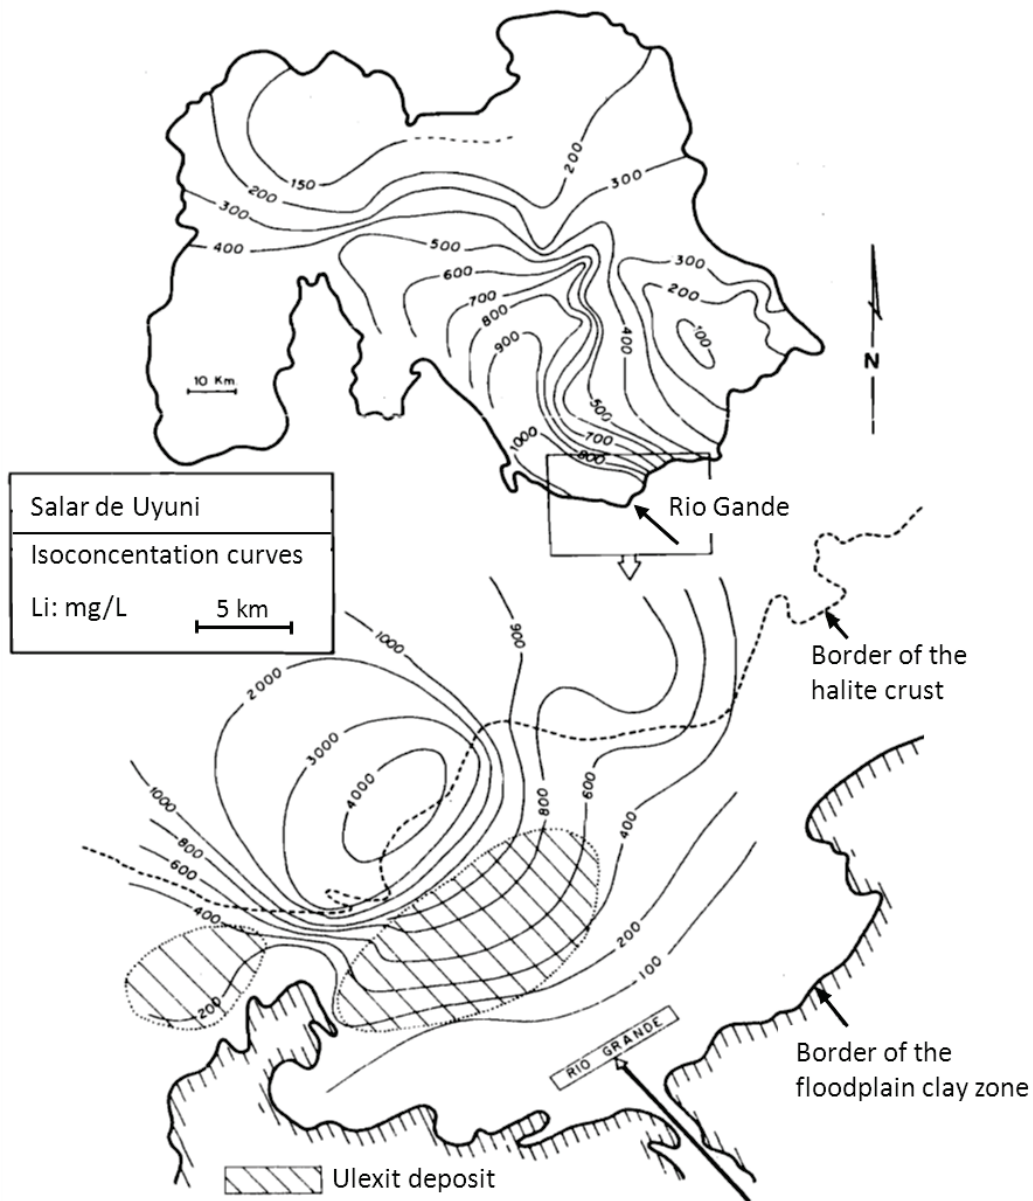 200
150
200
300
300
200
400
500
300
600
200
700
800
100
400
900
10 Km
N
500
1000
700
800
Salar de Uyuni
Rio Gande
Isoconcentation curves
Li: mg/L
5 km
1000
900
Border of the
halite crust
2000
3000
1000
4000
600
800
400
800
600
400
200
100
200
RIO GRANDE
Border of the
floodplain clay zone
Ulexit deposit